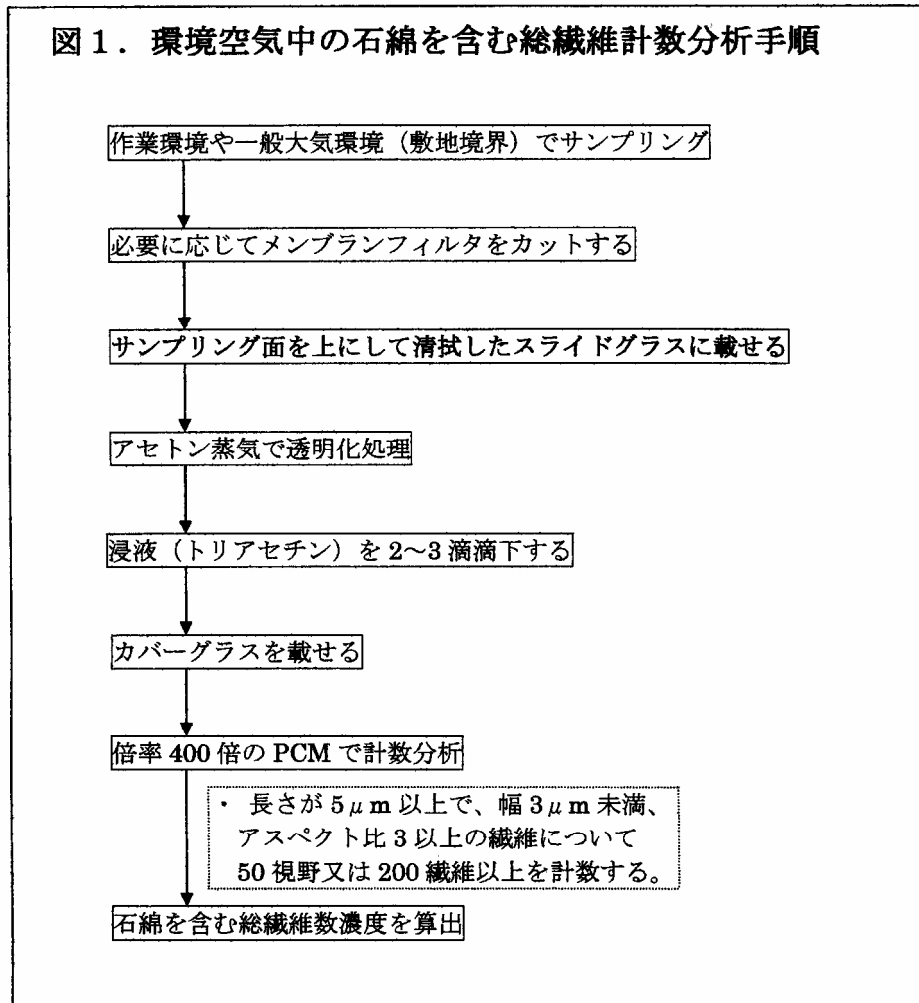 図1．環境空気中の石綿を含む総繊維計数分析手順
作業環境や一般大気環境（敷地境界）でサンプリング
必要に応じてメンブランフィルタをカットする
サンプリング面を上にして清拭したスライドグラスに載せる
アセトン蒸気で透明化処理
浸液（トリアセチン）を2～3滴滴下する
カバーグラスを載せる
倍率400倍のPCMで計数分析
・ 長さが5μm以上で、幅3μm未満、
アスペクト比3以上の繊維について
50視野又は200繊維以上を計数する。
石綿を含む総繊維数濃度を算出